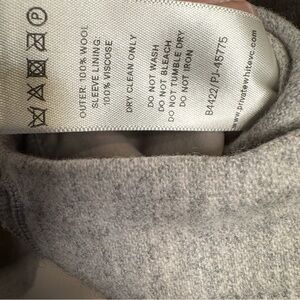 OUTER: 100% WOOL
SLEEVE LINING:
100% VISCOSE
DRY CLEAN ONLY
DO NOT WASH
DO NOT BLEACH
DO NOT TUMBLE DRY
DO NOT IRON
B4422/P1-45775
www.privatewhitevc.com